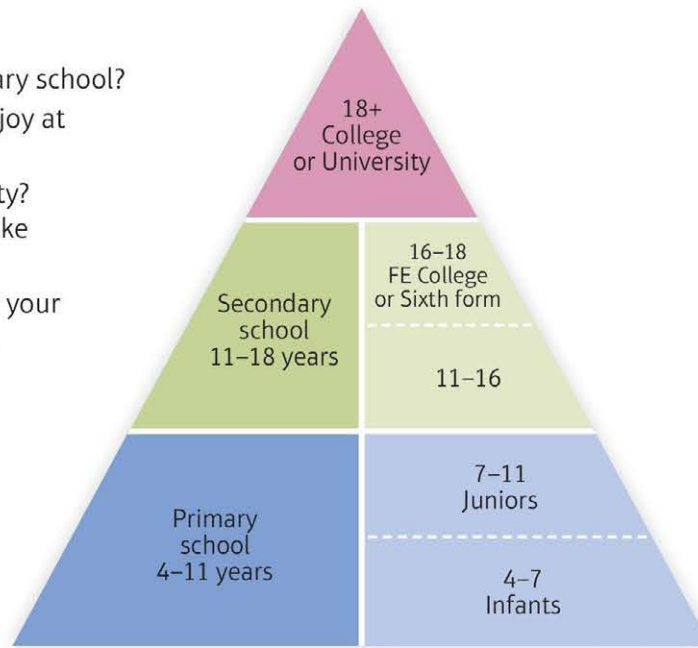 ary school?
joy at
ty?
ke
your
18+
College
or University
Secondary
school
11–18 years
16–18
FE College
or Sixth form
11–16
Primary
school
4–11 years
7–11
Juniors
4–7
Infants